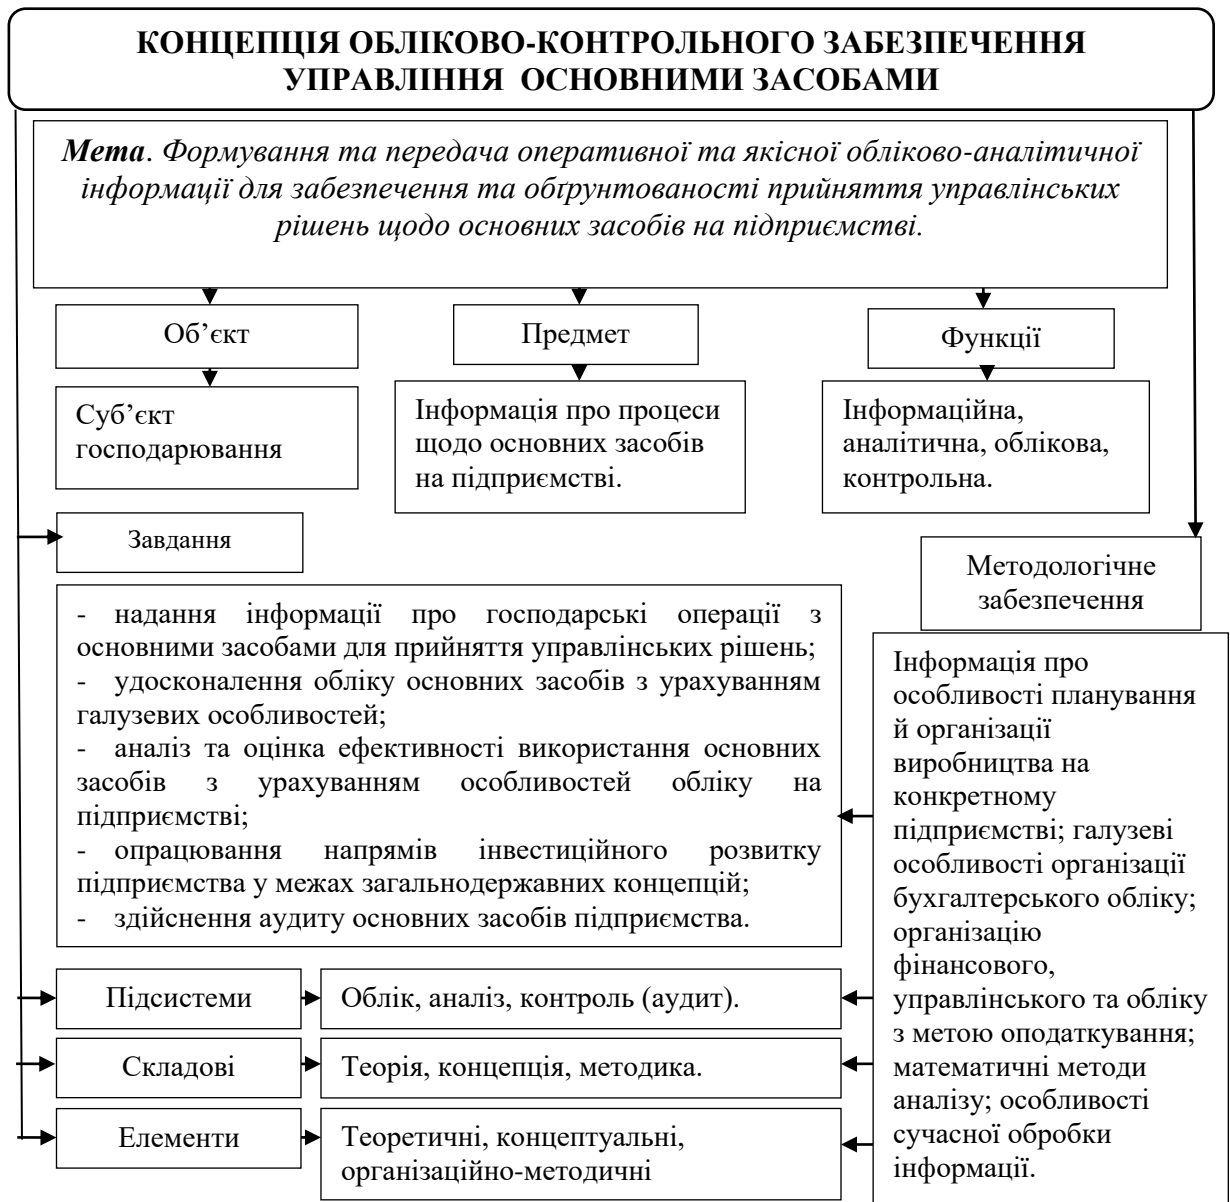 КОНЦЕПЦІЯ ОБЛІКОВО-КОНТРОЛЬНОГО ЗАБЕЗПЕЧЕННЯ
УПРАВЛІННЯ ОСНОВНИМИ ЗАСОБАМИ
Мета. Формування та передача оперативної та якісної обліково-аналітичної
інформації для забезпечення та обґрунтованості прийняття управлінських
рішень щодо основних засобів на підприємстві.
Об’єкт
Предмет
Функції
Суб’єкт
господарювання
Інформація про процеси
щодо основних засобів
на підприємстві.
Інформаційна,
аналітична, облікова,
контрольна.
Завдання
- надання інформації про господарські операції з
основними засобами для прийняття управлінських рішень;
- удосконалення обліку основних засобів з урахуванням
галузевих особливостей;
- аналіз та оцінка ефективності використання основних
засобів з урахуванням особливостей обліку на
підприємстві;
- опрацювання напрямів інвестиційного розвитку
підприємства у межах загальнодержавних концепцій;
- здійснення аудиту основних засобів підприємства.
Методологічне
забезпечення
Інформація про
особливості планування
й організації
виробництва на
конкретному
підприємстві; галузеві
особливості організації
бухгалтерського обліку;
організацію
фінансового,
управлінського та обліку
з метою оподаткування;
математичні методи
аналізу; особливості
сучасної обробки
інформації.
Підсистеми
Облік, аналіз, контроль (аудит).
Складові
Теорія, концепція, методика.
Елементи
Теоретичні, концептуальні,
організаційно-методичні